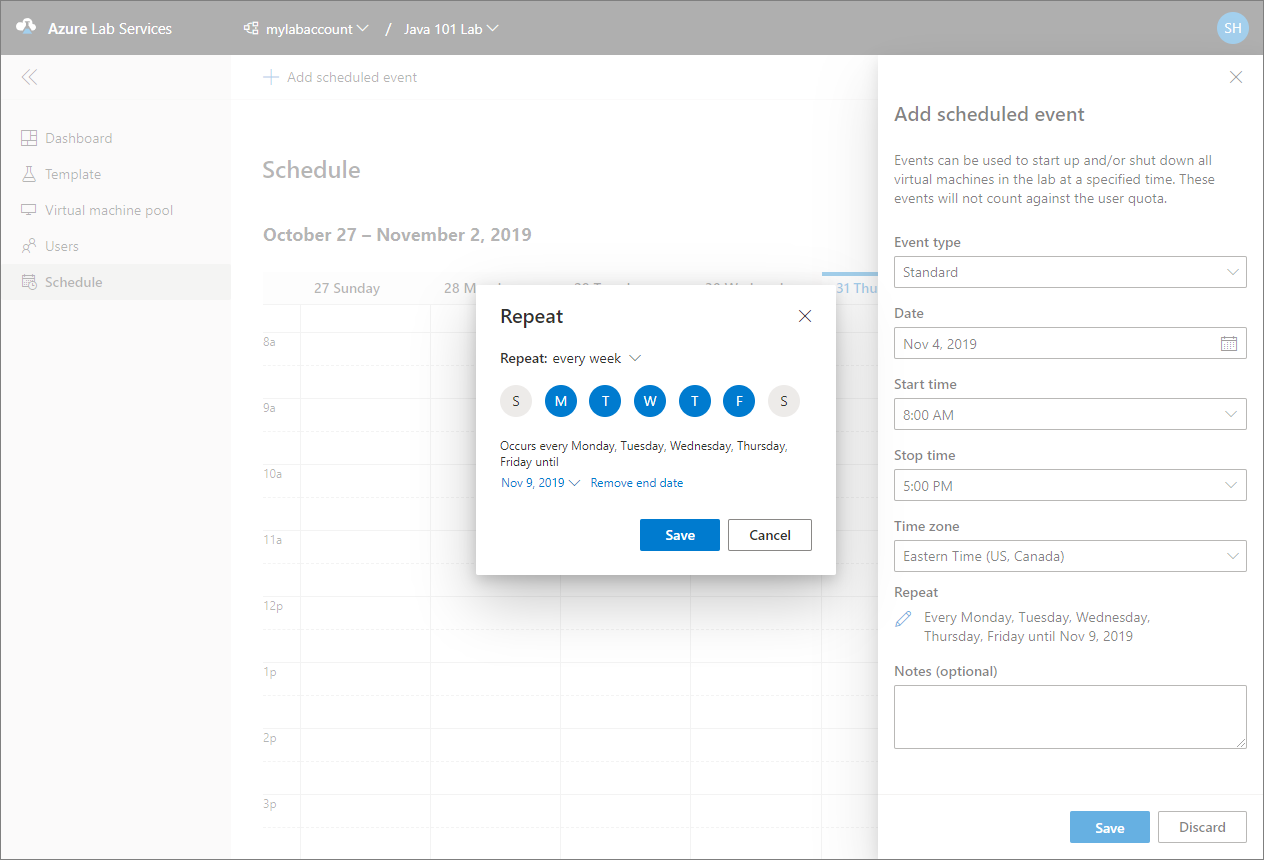 Azure Lab Services
mylabaccount / Java 101 Lab
SH
Add scheduled event
Dashboard
Template
Virtual machine pool
Users
Schedule
Schedule
October 27 – November 2, 2019
27 Sunday
28
31 Thu
8a
9a
10a
11a
12p
1p
2p
3p
Repeat
Repeat: every week
S M T W T F S
Occurs every Monday, Tuesday, Wednesday, Thursday,
Friday until
Nov 9, 2019 Remove end date
Save Cancel
Add scheduled event
Events can be used to start up and/or shut down all
virtual machines in the lab at a specified time. These
events will not count against the user quota.
Event type
Standard
Date
Nov 4, 2019
Start time
8:00 AM
Stop time
5:00 PM
Time zone
Eastern Time (US, Canada)
Repeat
Every Monday, Tuesday, Wednesday,
Thursday, Friday until Nov 9, 2019
Notes (optional)
Save Discard